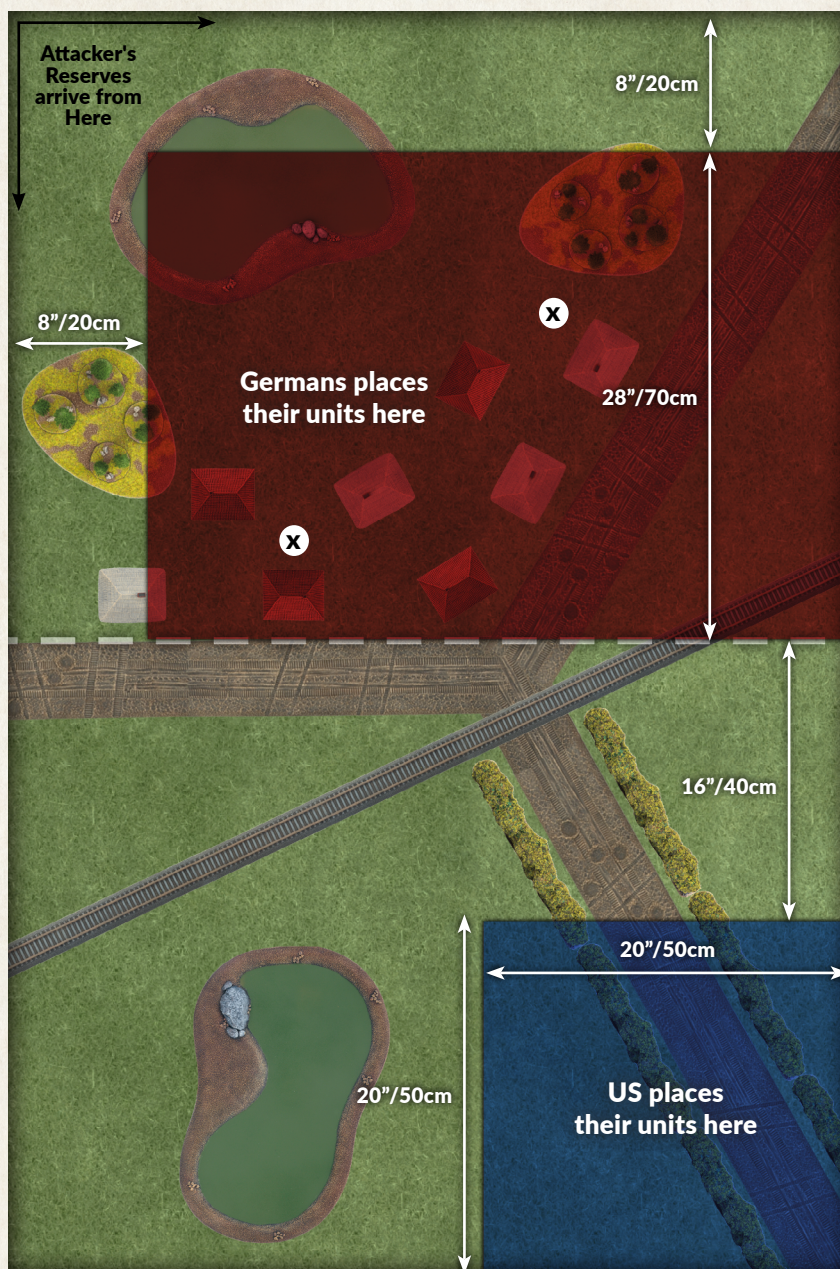 Attacker's
Reserves
arrive from
Here
8”/20cm
8”/20cm
X
Germans places
their units here
28”/70cm
X
16”/40cm
20”/50cm
20”/50cm
US places
their units here